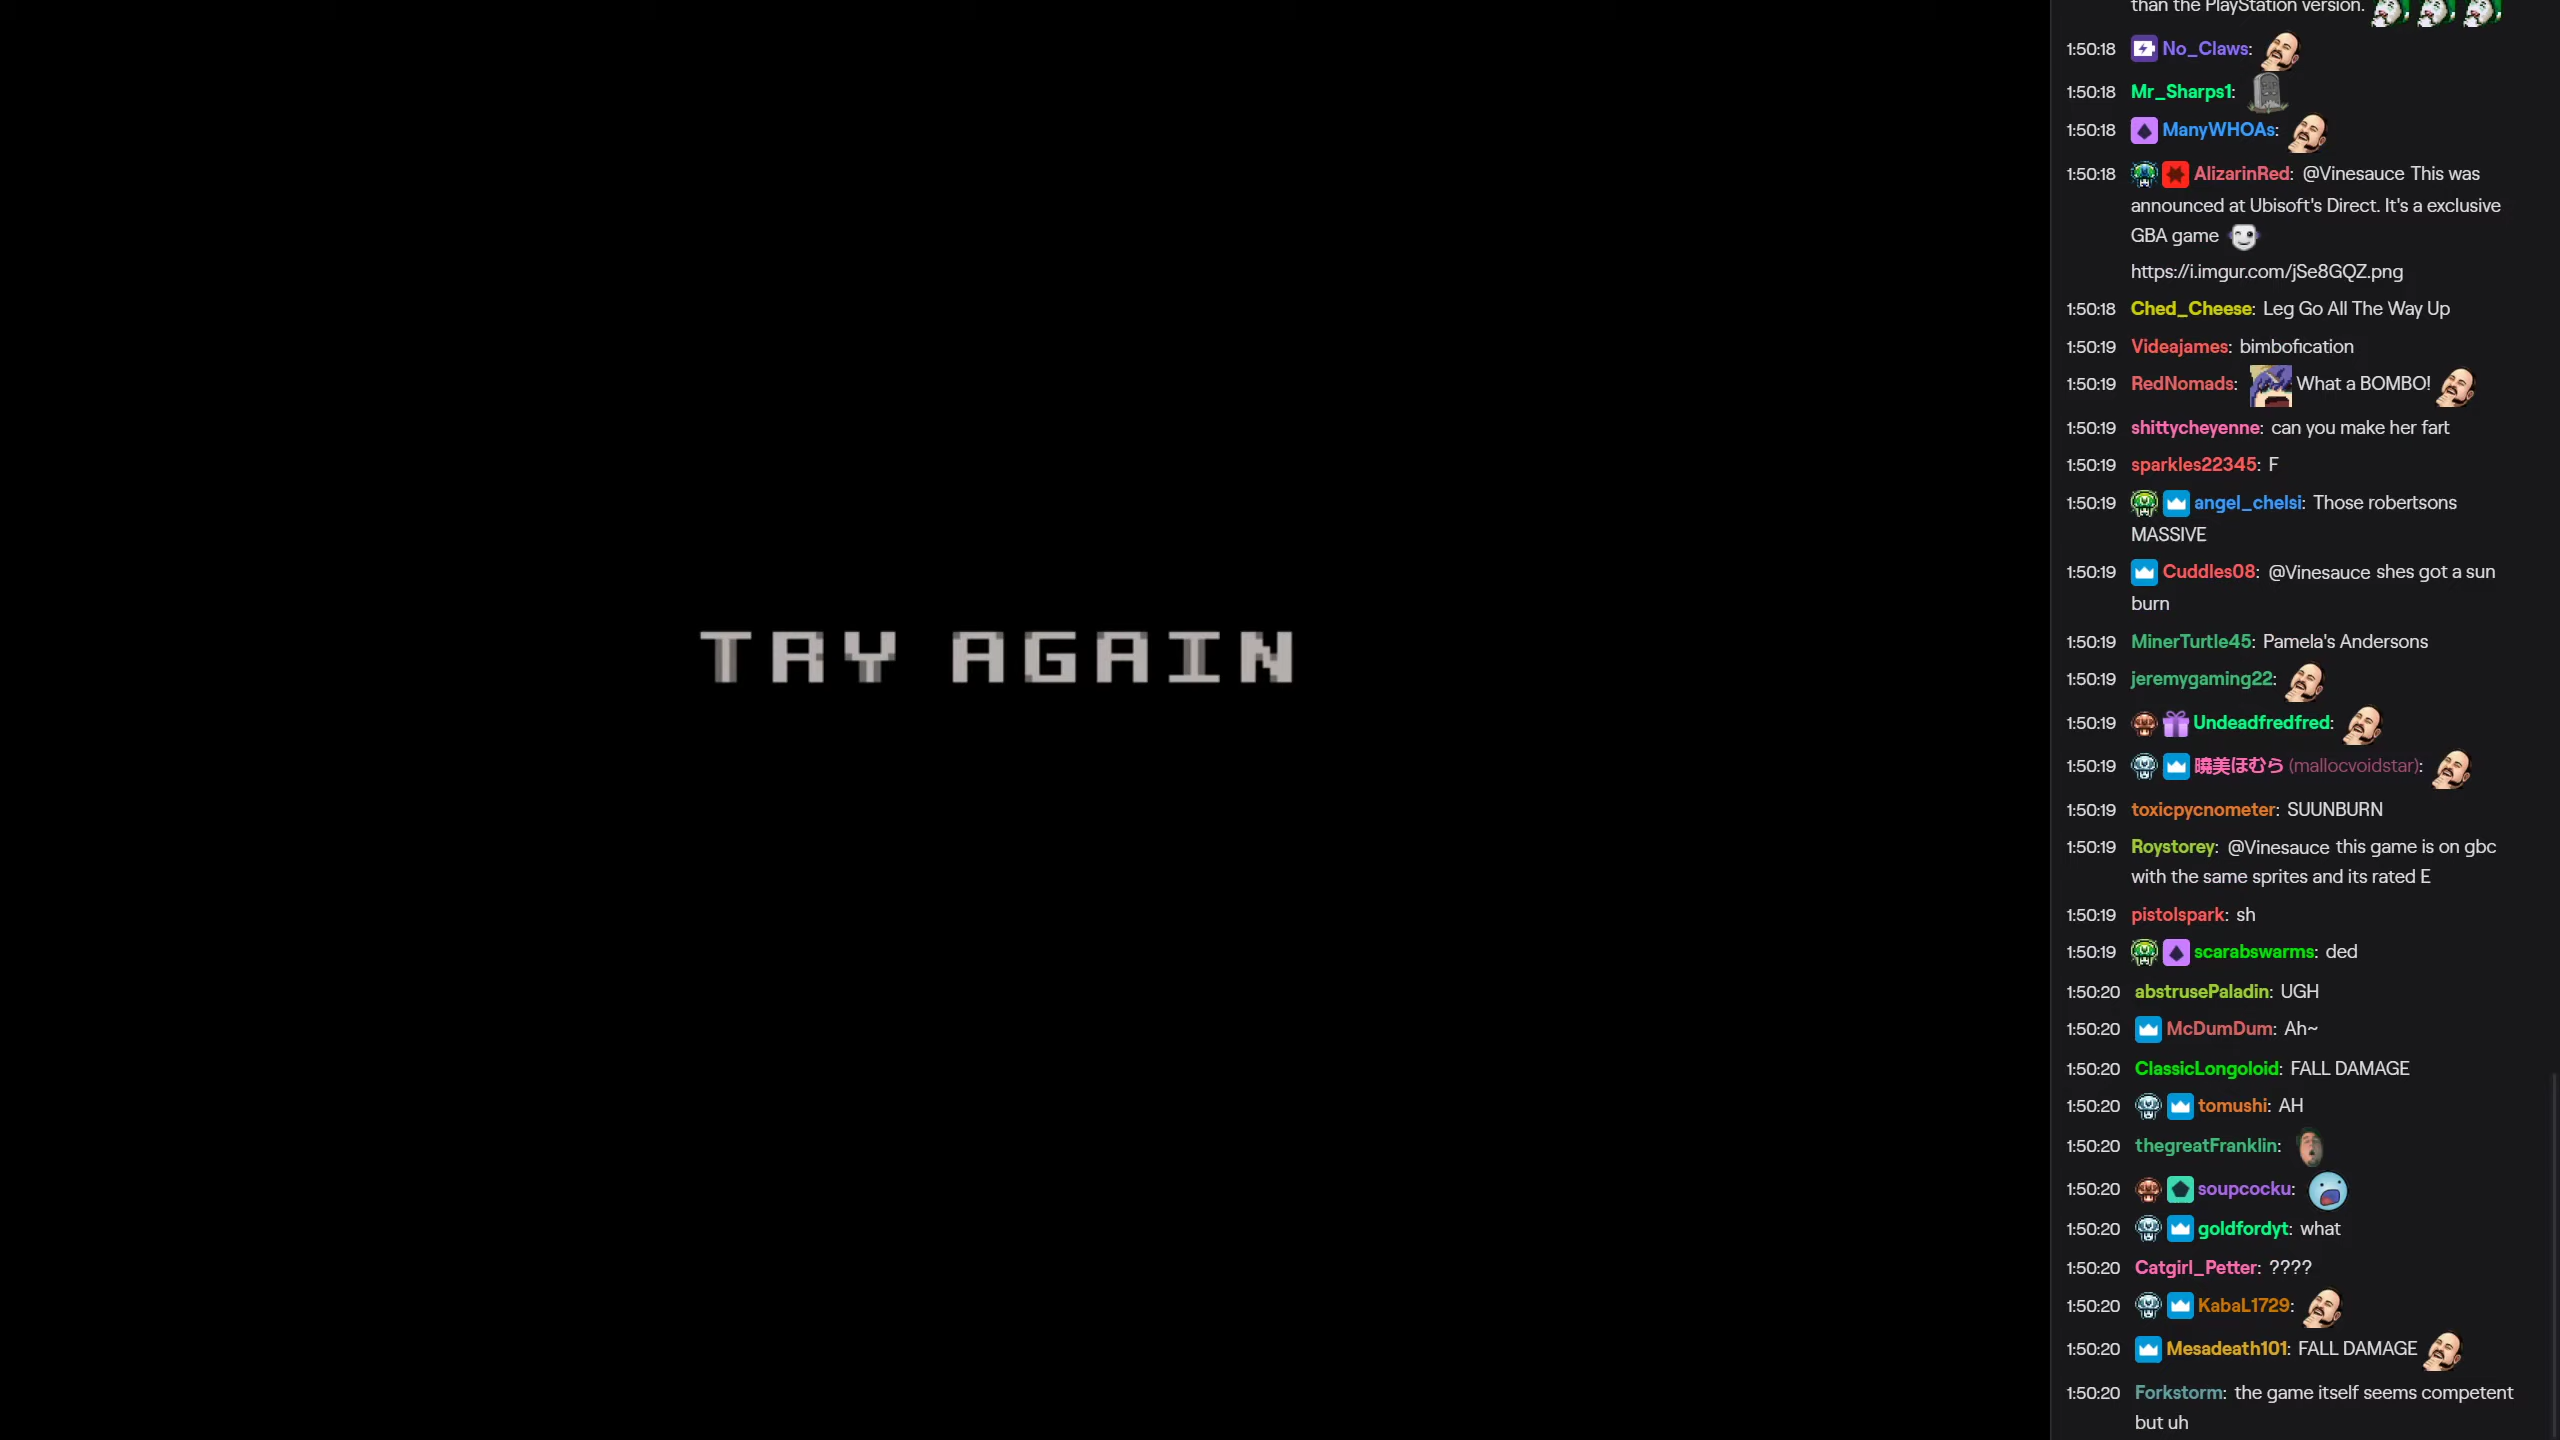 TRY AGAIN
than the PlayStation version.
1:50:18 No_Claws:
1:50:18 Mr_Sharps1:
1:50:18 ManyWHOAs:
1:50:18 AlizarinRed: @Vinesauce This was
announced at Ubisoft's Direct. It's a exclusive
GBA game
https://i.imgur.com/jSe8GQZ.png
1:50:18 Ched_Cheese: Leg Go All The Way Up
1:50:19 Videajames: bimbofication
1:50:19 RedNomads: What a BOMBO!
1:50:19 shittycheyenne: can you make her fart
1:50:19 sparkles22345: F
1:50:19 angel_chelsi: Those robertsons
MASSIVE
1:50:19 Cuddles08: @Vinesauce shes got a sun
burn
1:50:19 MinerTurtle45: Pamela's Andersons
1:50:19 jeremygaming22:
1:50:19 Undeadfredfred:
1:50:19 曉美ほむら (mallocvoidstar):
1:50:19 toxicpycnometer: SUUNBURN
1:50:19 Roystorey: @Vinesauce this game is on gbc
with the same sprites and its rated E
1:50:19 pistolspark: sh
1:50:19 scarabswarms: ded
1:50:20 abstrusePaladin: UGH
1:50:20 McDumDum: Ah~
1:50:20 ClassicLongoloid: FALL DAMAGE
1:50:20 tomushi: AH
1:50:20 thegreatFranklin:
1:50:20 soupcocku:
1:50:20 goldfordyt: what
1:50:20 Catgirl_Petter: ????
1:50:20 KabaL1729:
1:50:20 Mesadeath101: FALL DAMAGE
1:50:20 Forkstorm: the game itself seems competent
but uh